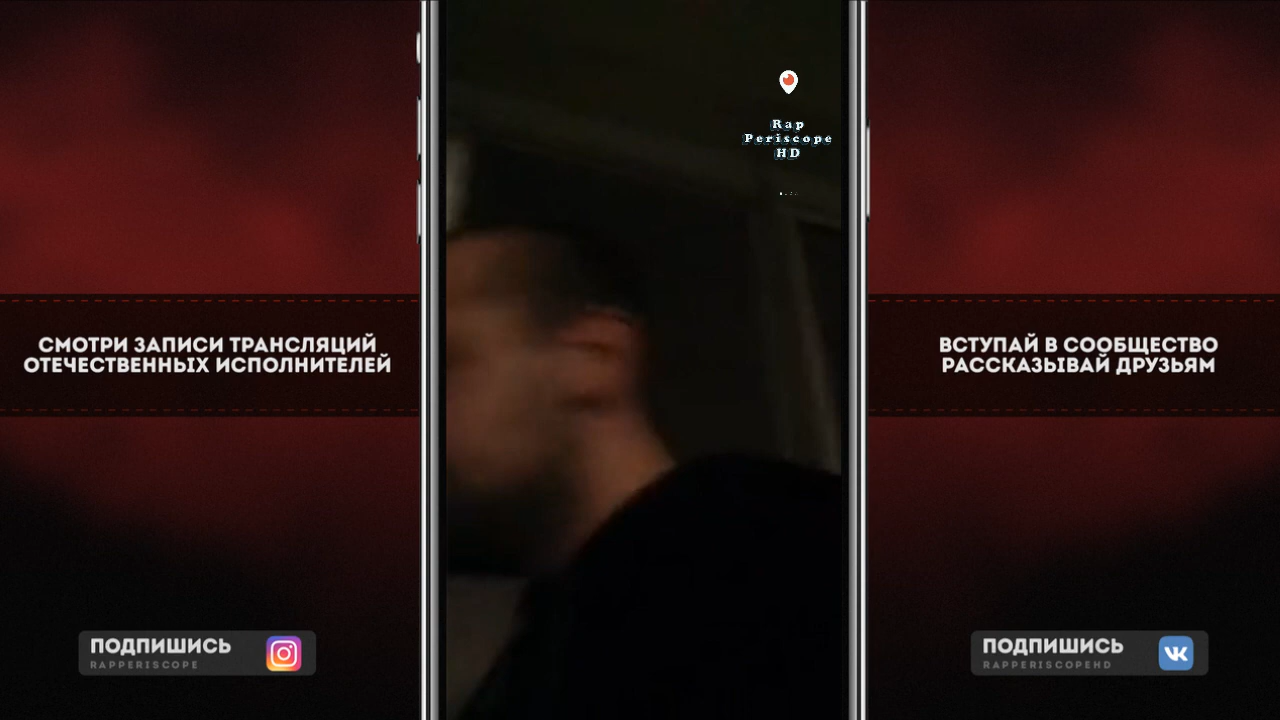 Rap
Periscope
HD
СМОТРИ ЗАПИСИ ТРАНСЛЯЦИЙ
ОТЕЧЕСТВЕННЫХ ИСПОЛНИТЕЛЕЙ
ВСТУПАЙ В СООБЩЕСТВО
РАССКАЗЫВАЙ ДРУЗЬЯМ
ПОДПИШИСЬ
RAPPERISCOPE
ПОДПИШИСЬ
RAPPERISCOPEHD